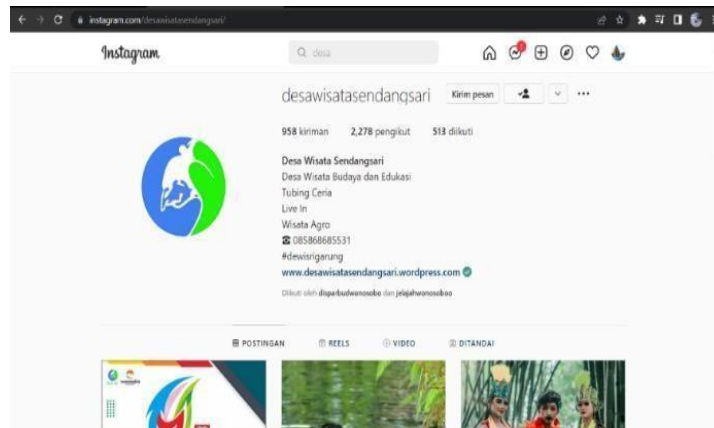 instagram.com/desawisatasendangsari/
Instagram
desa
desawisatasendangsari
Kirim pesan
958 kiriman 2,278 pengikut 513 diikuti
Desa Wisata Sendangsari
Desa Wisata Budaya dan Edukasi
Tubing Ceria
Live In
Wisata Agro
☎ 085868685531
#dewisrigarung
www.desawisatasendangsari.wordpress.com
Diikuti oleh disparbudwonosobo dan jelajahwonosoboo
POSTINGAN REELS VIDEO DITANDAI